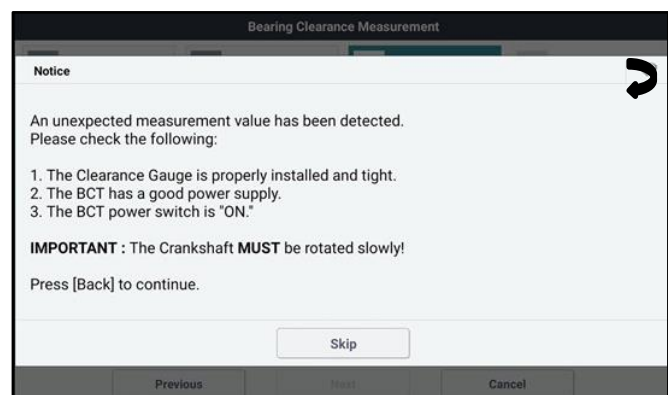 Bearing Clearance Measurement
Notice
An unexpected measurement value has been detected.
Please check the following:
1. The Clearance Gauge is properly installed and tight.
2. The BCT has a good power supply.
3. The BCT power switch is "ON."
IMPORTANT : The Crankshaft MUST be rotated slowly!
Press [Back] to continue.
Skip
Previous Next Cancel